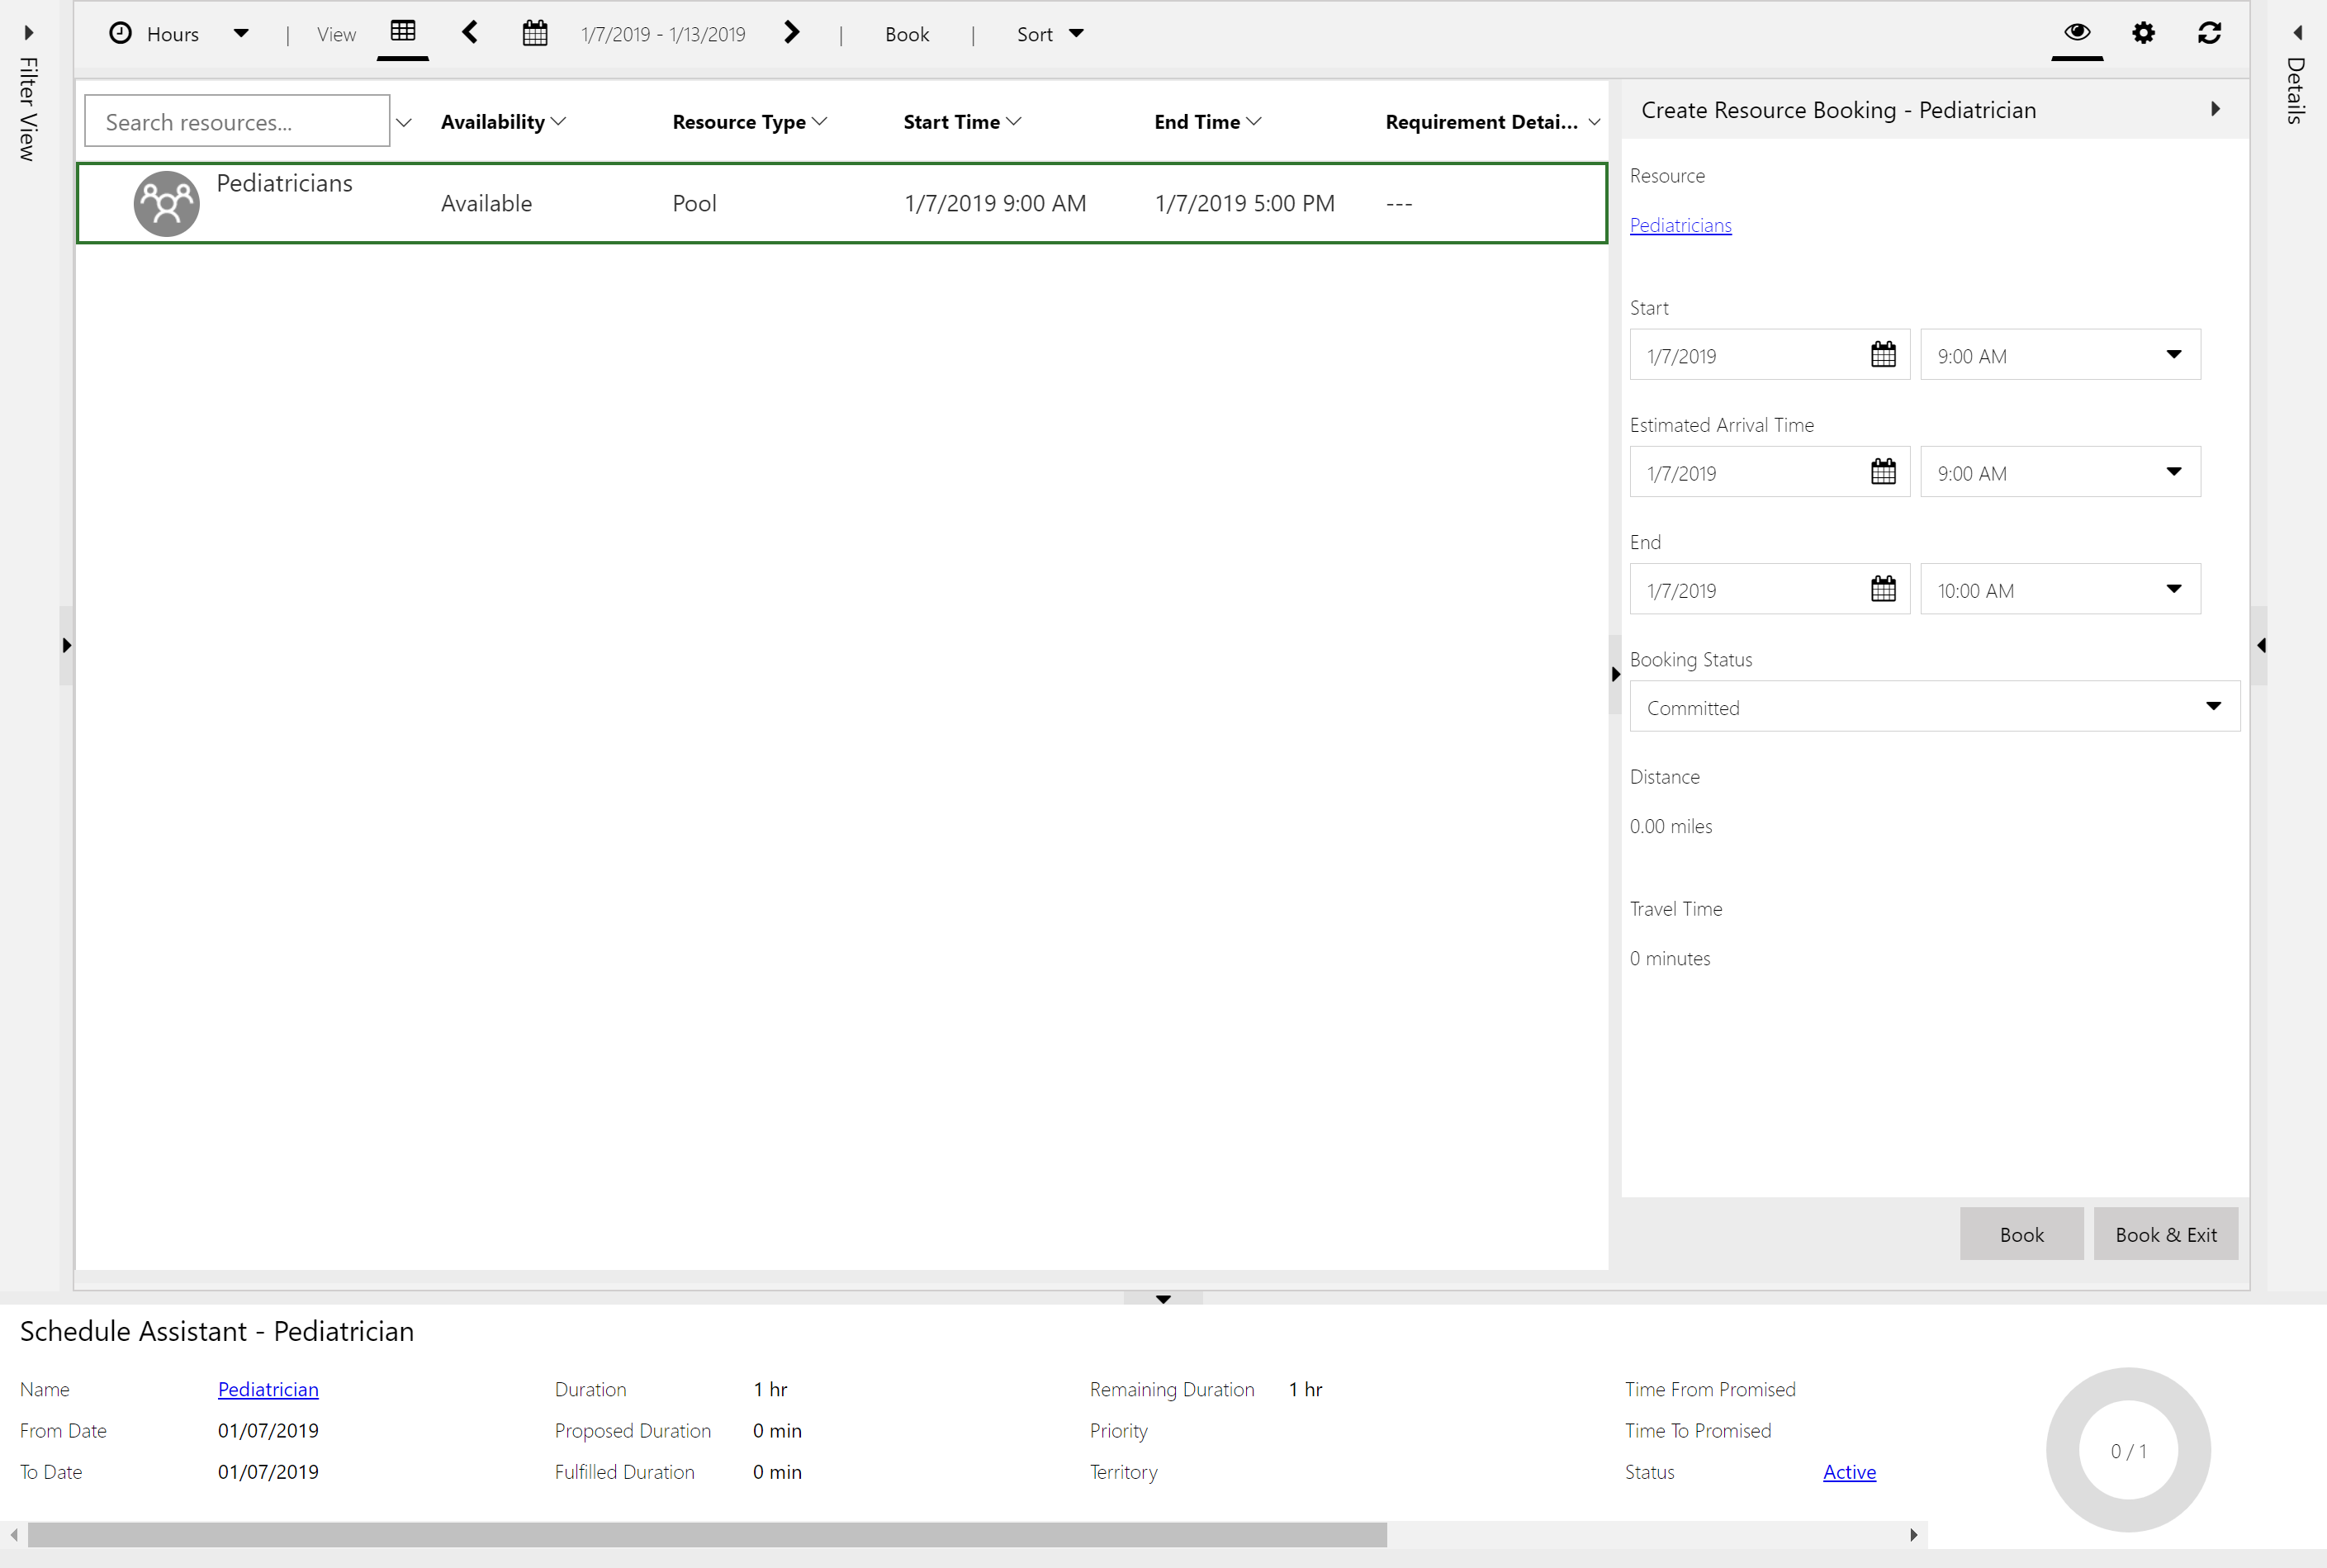 Filter View
Hours | View 1/7/2019 - 1/13/2019 | Book | Sort
Details
Search resources... Availability Resource Type Start Time End Time Requirement Detai...
Pediatricians Available Pool 1/7/2019 9:00 AM 1/7/2019 5:00 PM ---
Create Resource Booking - Pediatrician
Resource
Pediatricians
Start
1/7/2019 9:00 AM
Estimated Arrival Time
1/7/2019 9:00 AM
End
1/7/2019 10:00 AM
Booking Status
Committed
Distance
0.00 miles
Travel Time
0 minutes
Book Book & Exit
Schedule Assistant - Pediatrician
Name Pediatrician Duration 1 hr Remaining Duration 1 hr Time From Promised
From Date 01/07/2019 Proposed Duration 0 min Priority Time To Promised
To Date 01/07/2019 Fulfilled Duration 0 min Territory Status Active
0 / 1